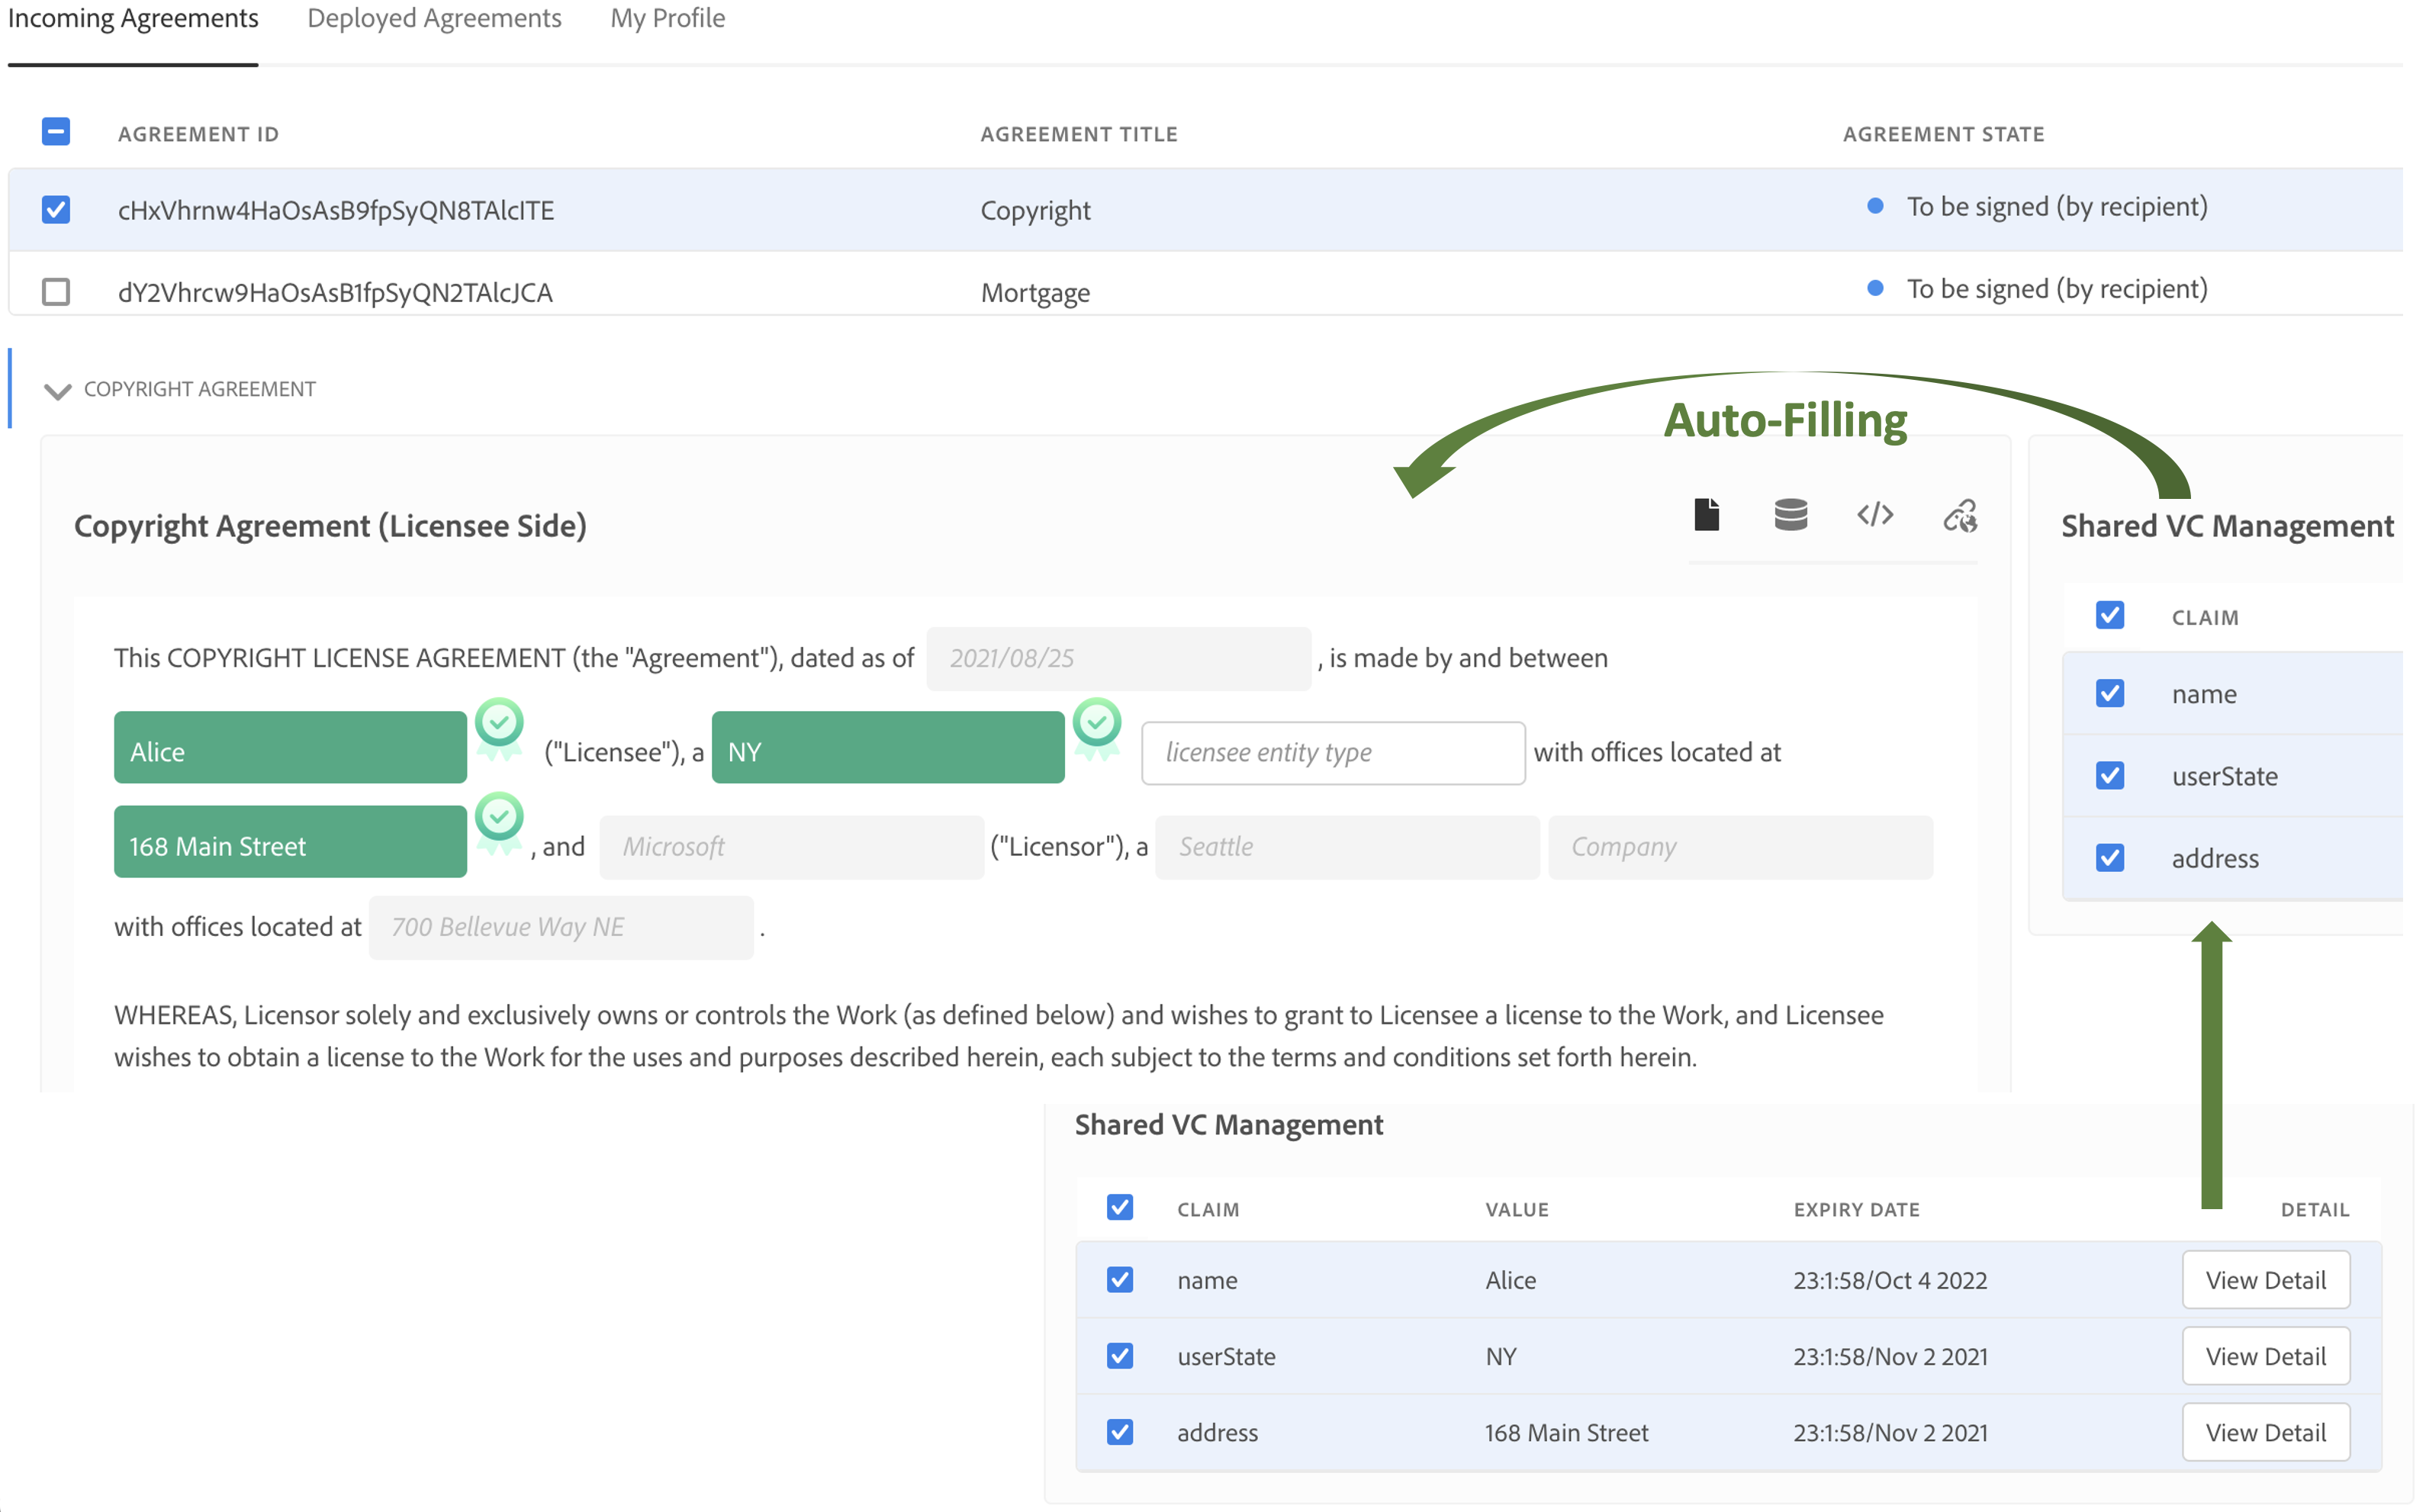 Incoming Agreements Deployed Agreements My Profile
AGREEMENT ID AGREEMENT TITLE AGREEMENT STATE
cHxVhrnw4HaOsAsB9fpSyQN8TAlcITE Copyright To be signed (by recipient)
dY2Vhrcw9HaOsAsB1fpSyQN2TAlcJCA Mortgage To be signed (by recipient)
COPYRIGHT AGREEMENT
Auto-Filling
Copyright Agreement (Licensee Side)
This COPYRIGHT LICENSE AGREEMENT (the "Agreement"), dated as of 2021/08/25 , is made by and between
Alice ("Licensee"), a NY licensee entity type with offices located at
168 Main Street , and Microsoft ("Licensor"), a Seattle Company
with offices located at 700 Bellevue Way NE .
WHEREAS, Licensor solely and exclusively owns or controls the Work (as defined below) and wishes to grant to Licensee a license to the Work, and Licensee
wishes to obtain a license to the Work for the uses and purposes described herein, each subject to the terms and conditions set forth herein.
Shared VC Management
CLAIM
name
userState
address
Shared VC Management
CLAIM VALUE EXPIRY DATE DETAIL
name Alice 23:1:58/Oct 4 2022 View Detail
userState NY 23:1:58/Nov 2 2021 View Detail
address 168 Main Street 23:1:58/Nov 2 2021 View Detail